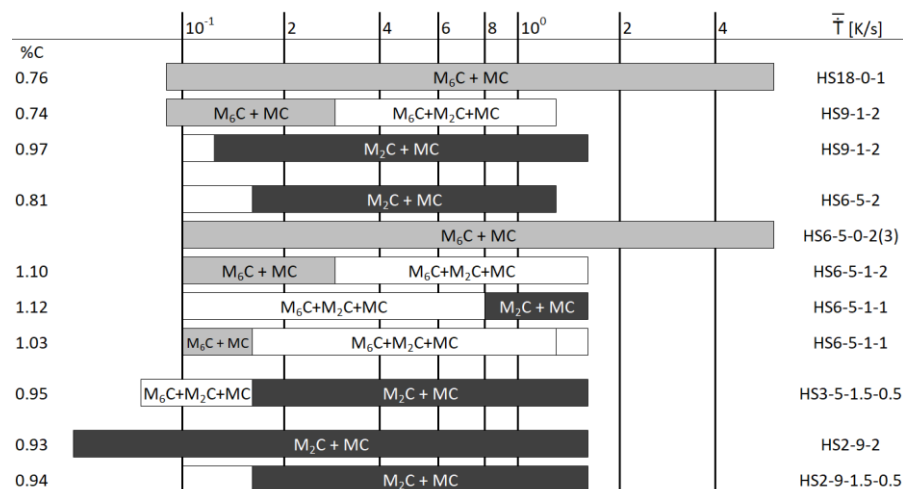 10⁻¹ 2 4 6 8 10⁰ 2 4 Ṫ̅ [K/s]
%C
0.76 M₆C + MC HS18-0-1
0.74 M₆C + MC M₆C+M₂C+MC HS9-1-2
0.97 M₂C + MC HS9-1-2
0.81 M₂C + MC HS6-5-2
M₆C + MC HS6-5-0-2(3)
1.10 M₆C + MC M₆C+M₂C+MC HS6-5-1-2
1.12 M₆C+M₂C+MC M₂C + MC HS6-5-1-1
1.03 M₆C + MC M₆C+M₂C+MC HS6-5-1-1
0.95 M₆C+M₂C+MC M₂C + MC HS3-5-1.5-0.5
0.93 M₂C + MC HS2-9-2
0.94 M₂C + MC HS2-9-1.5-0.5